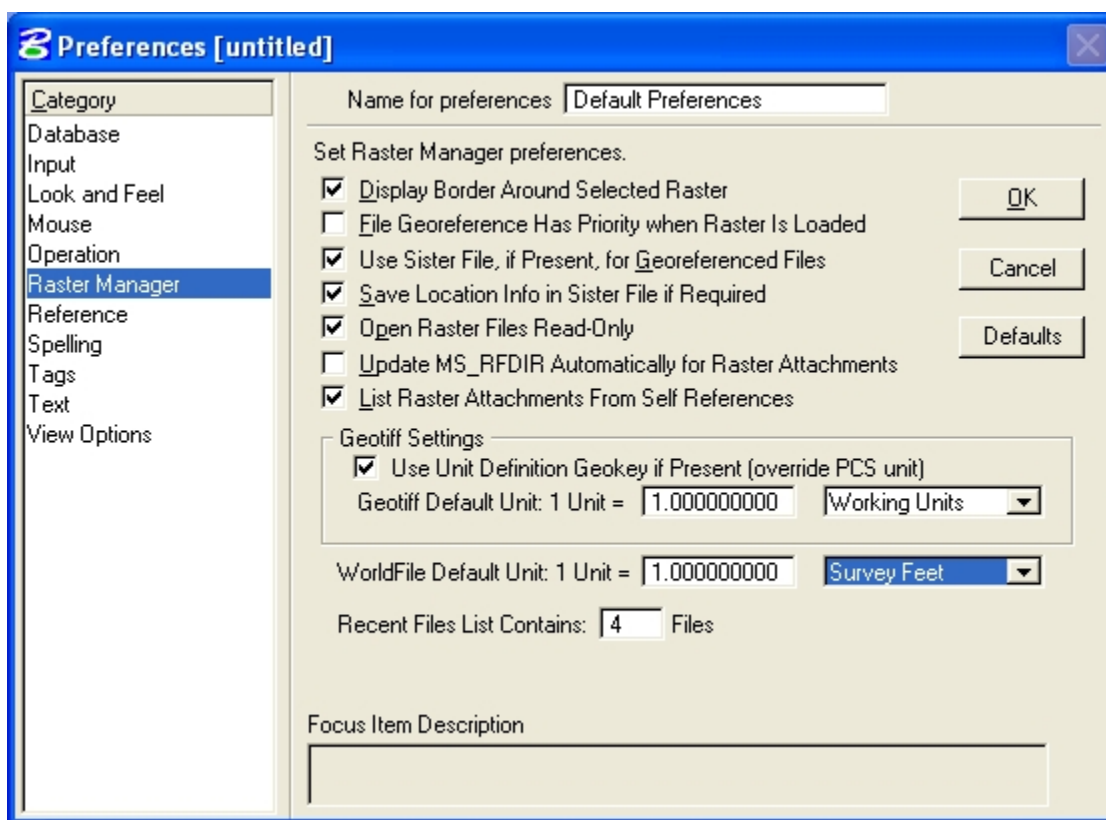 Preferences [untitled]
Category
Database
Input
Look and Feel
Mouse
Operation
Raster Manager
Reference
Spelling
Tags
Text
View Options
Name for preferences Default Preferences
Set Raster Manager preferences.
Display Border Around Selected Raster
File Georeference Has Priority when Raster Is Loaded
Use Sister File, if Present, for Georeferenced Files
Save Location Info in Sister File if Required
Open Raster Files Read-Only
Update MS_RFDIR Automatically for Raster Attachments
List Raster Attachments From Self References
OK
Cancel
Defaults
Geotiff Settings
Use Unit Definition Geokey if Present (override PCS unit)
Geotiff Default Unit: 1 Unit = 1.000000000 Working Units
WorldFile Default Unit: 1 Unit = 1.000000000 Survey Feet
Recent Files List Contains: 4 Files
Focus Item Description